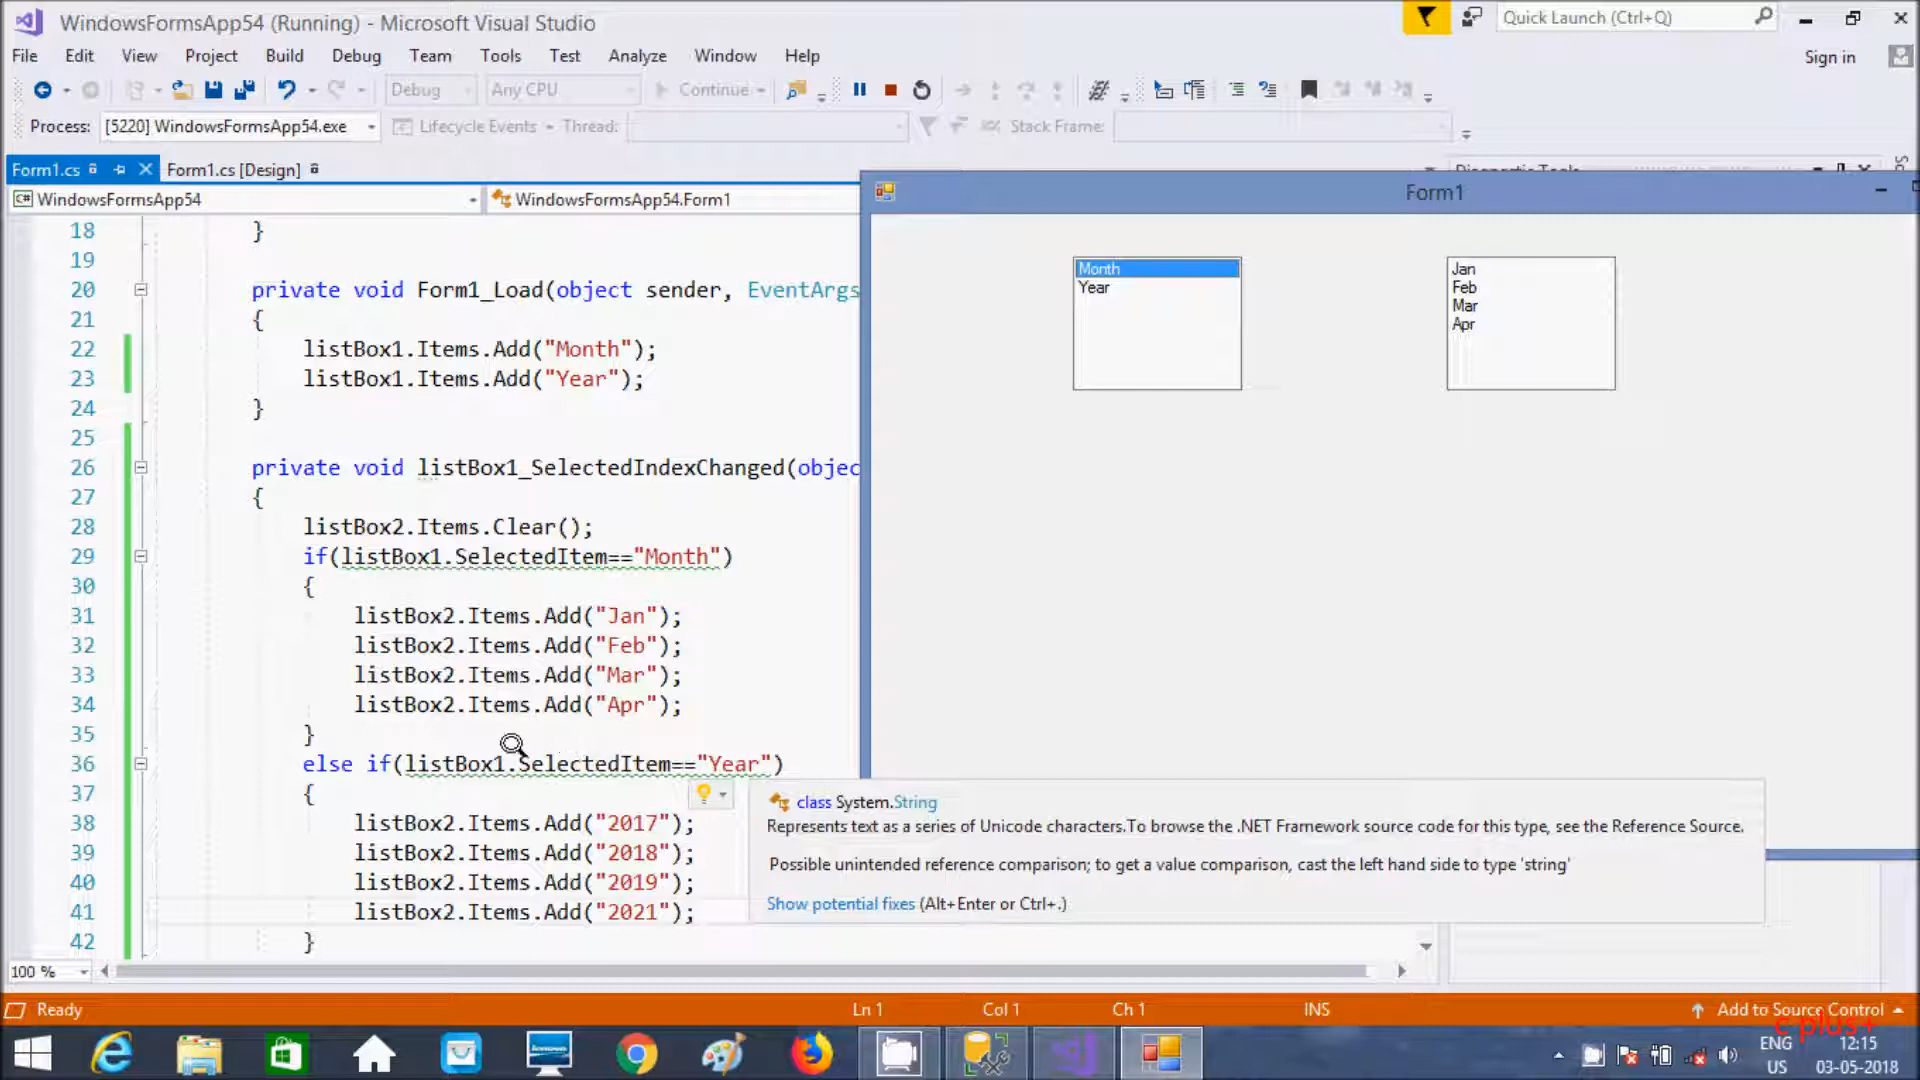 WindowsFormsApp54 (Running) - Microsoft Visual Studio
Quick Launch (Ctrl+Q)
File Edit View Project Build Debug Team Tools Test Analyze Window Help
Sign in
Debug Any CPU Continue
Process: [5220] WindowsFormsApp54.exe Lifecycle Events Thread: Stack Frame:
Form1.cs Form1.cs [Design]
Diagnostic Tools
WindowsFormsApp54 WindowsFormsApp54.Form1
Form1
18 }
19
20 private void Form1_Load(object sender, EventArgs
21 {
22 listBox1.Items.Add("Month");
23 listBox1.Items.Add("Year");
24 }
25
26 private void listBox1_SelectedIndexChanged(objec
27 {
28 listBox2.Items.Clear();
29 if(listBox1.SelectedItem=="Month")
30 {
31 listBox2.Items.Add("Jan");
32 listBox2.Items.Add("Feb");
33 listBox2.Items.Add("Mar");
34 listBox2.Items.Add("Apr");
35 }
36 else if(listBox1.SelectedItem=="Year")
37 {
38 listBox2.Items.Add("2017");
39 listBox2.Items.Add("2018");
40 listBox2.Items.Add("2019");
41 listBox2.Items.Add("2021");
42 }
Month
Year
Jan
Feb
Mar
Apr
class System.String
Represents text as a series of Unicode characters.To browse the .NET Framework source code for this type, see the Reference Source.
Possible unintended reference comparison; to get a value comparison, cast the left hand side to type 'string'
Show potential fixes (Alt+Enter or Ctrl+.)
100 %
Ready Ln 1 Col 1 Ch 1 INS Add to Source Control
c plus+
ENG 12:15
US 03-05-2018